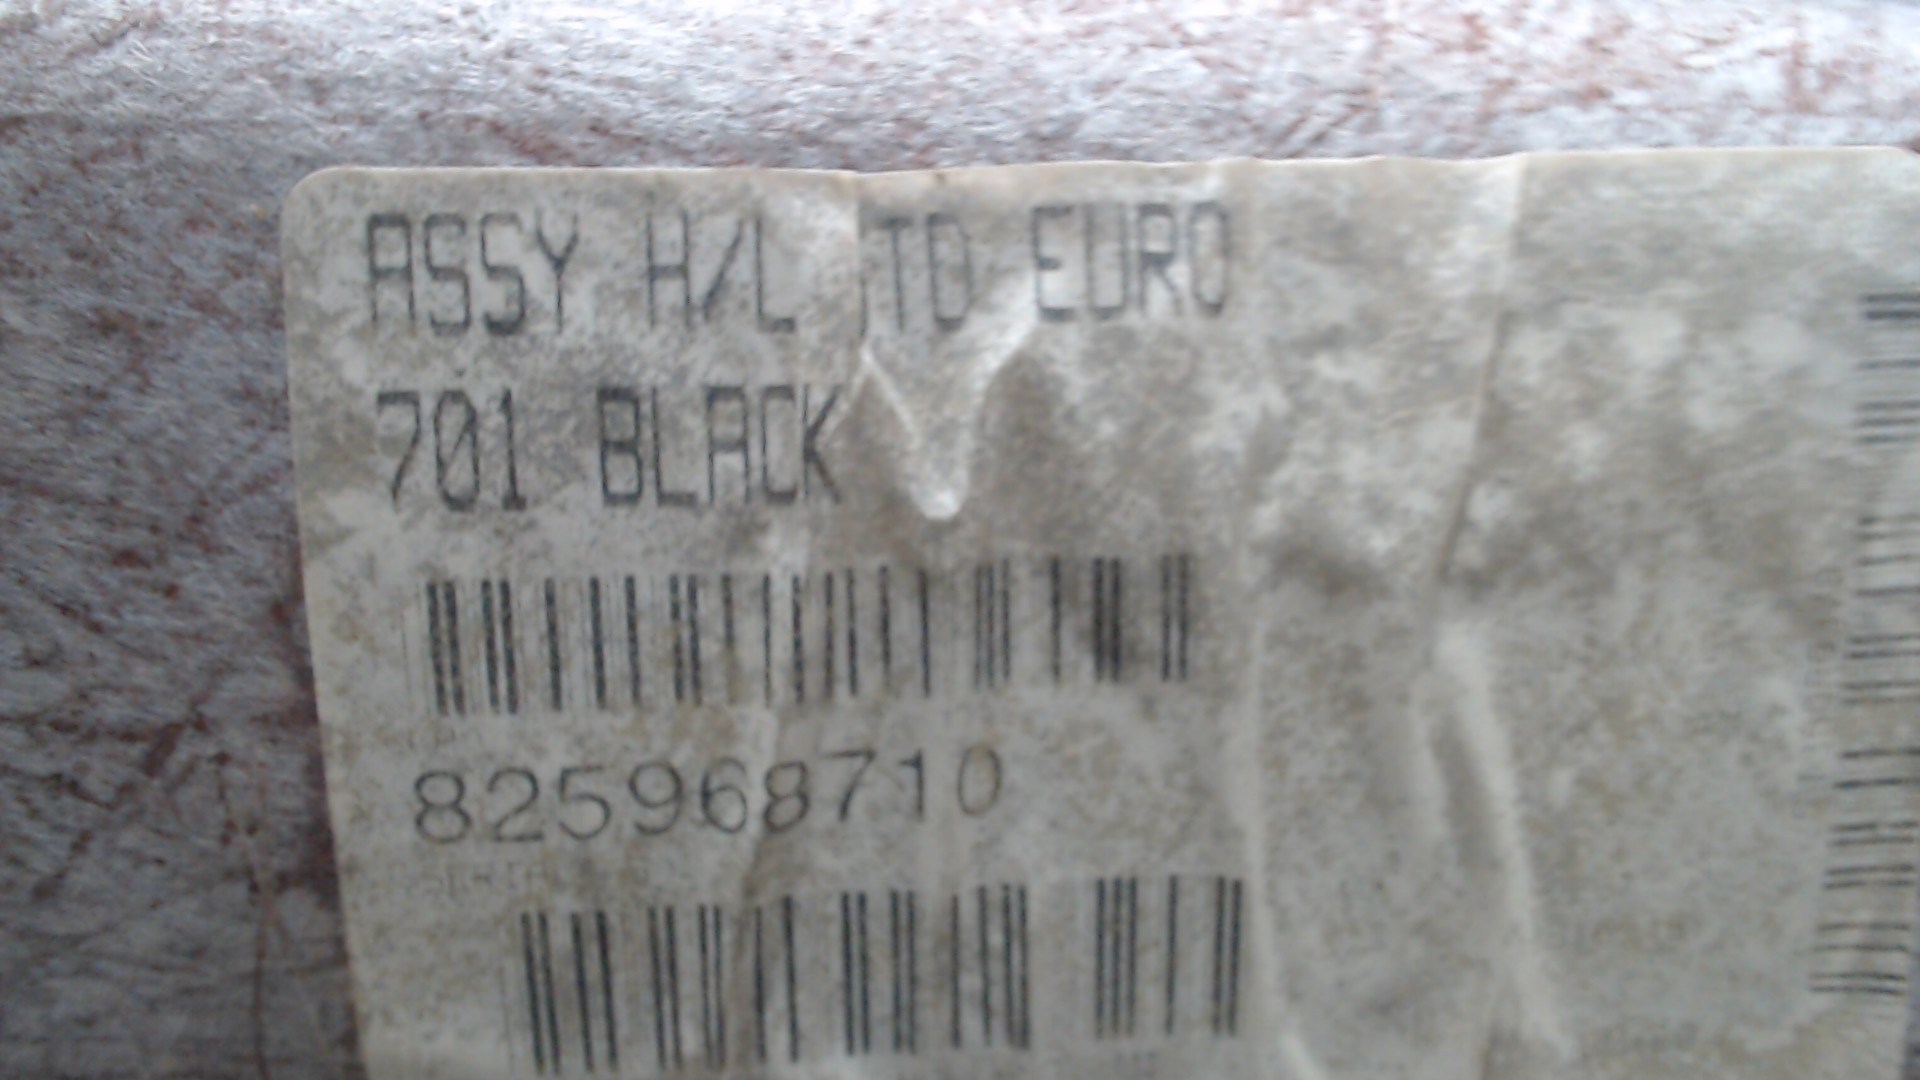 ASSY H/L TD EURO
701 BLACK
825968710